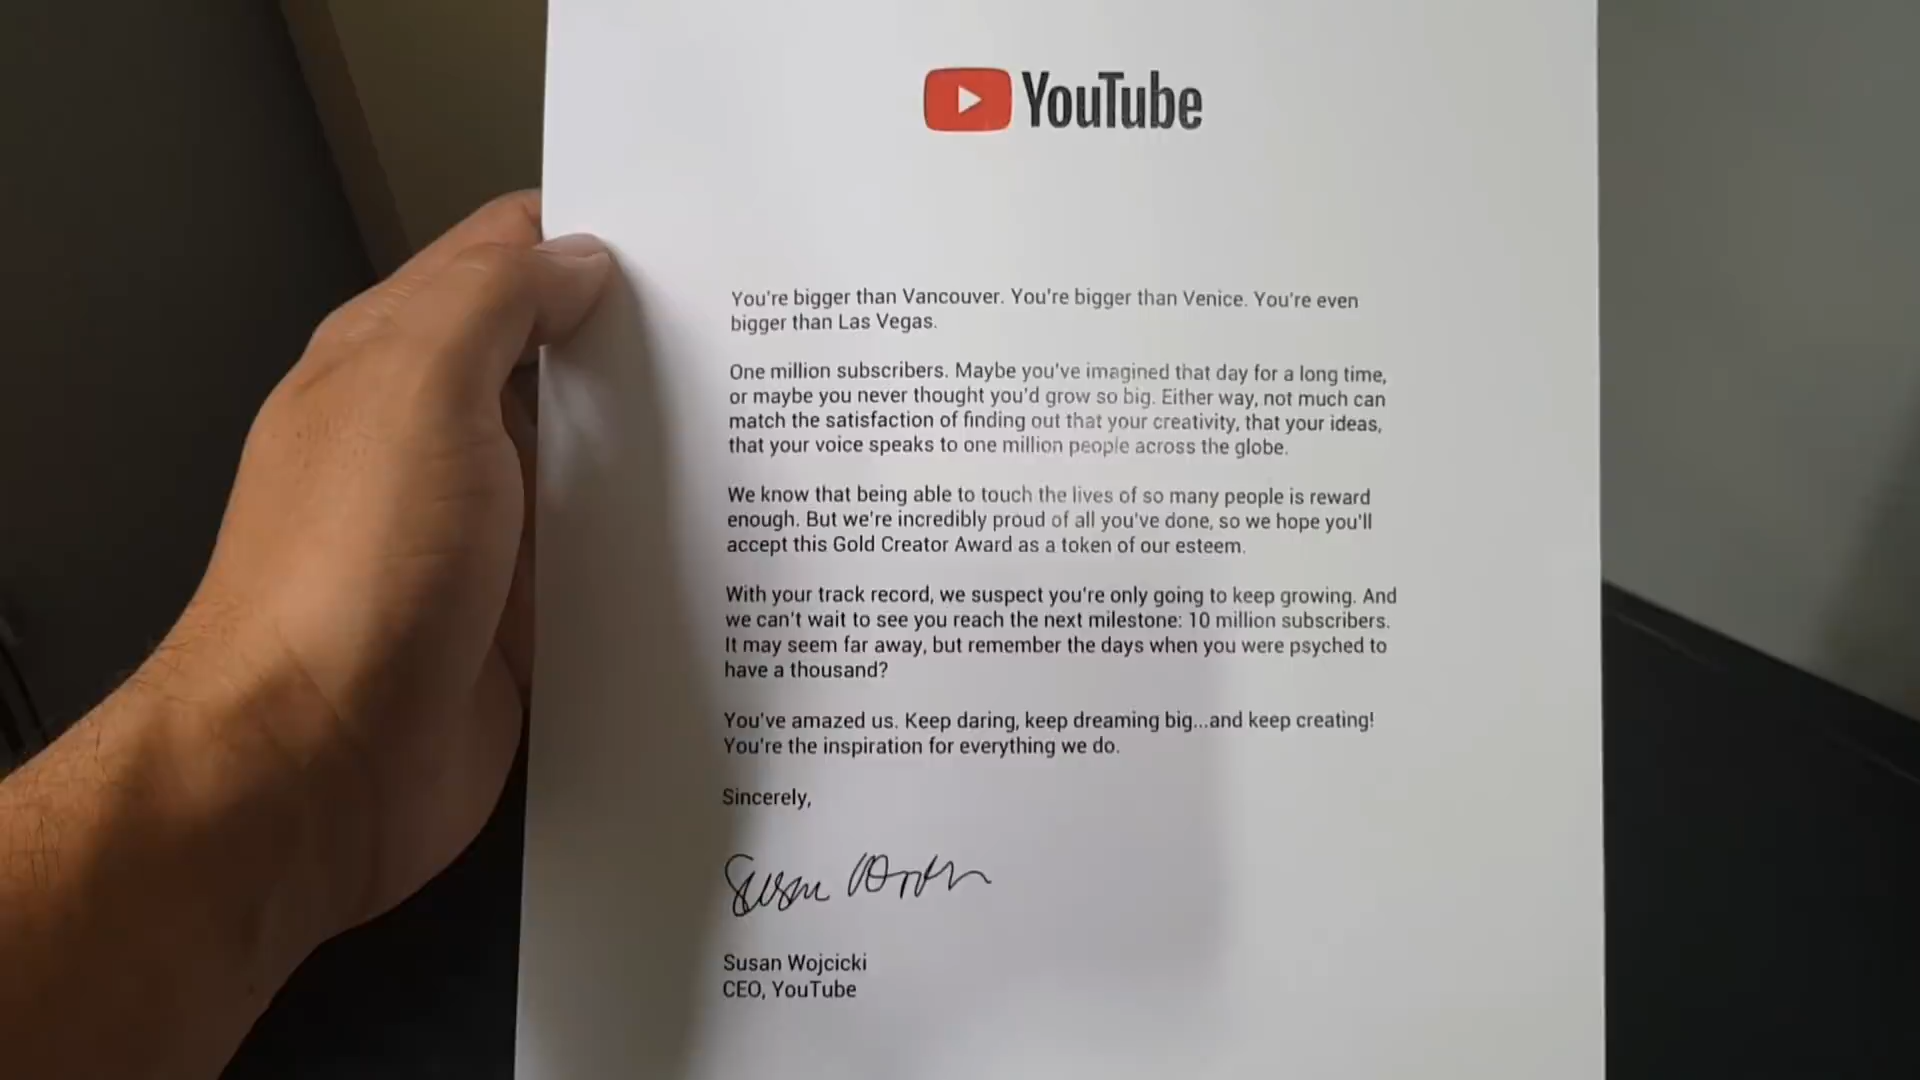 YouTube
You're bigger than Vancouver. You're bigger than Venice. You're even
bigger than Las Vegas.
One million subscribers. Maybe you've imagined that day for a long time,
or maybe you never thought you'd grow so big. Either way, not much can
match the satisfaction of finding out that your creativity, that your ideas,
that your voice speaks to one million people across the globe.
We know that being able to touch the lives of so many people is reward
enough. But we're incredibly proud of all you've done, so we hope you'll
accept this Gold Creator Award as a token of our esteem.
With your track record, we suspect you're only going to keep growing. And
we can't wait to see you reach the next milestone: 10 million subscribers.
It may seem far away, but remember the days when you were psyched to
have a thousand?
You've amazed us. Keep daring, keep dreaming big...and keep creating!
You're the inspiration for everything we do.
Sincerely,
Susan
Susan Wojcicki
CEO, YouTube